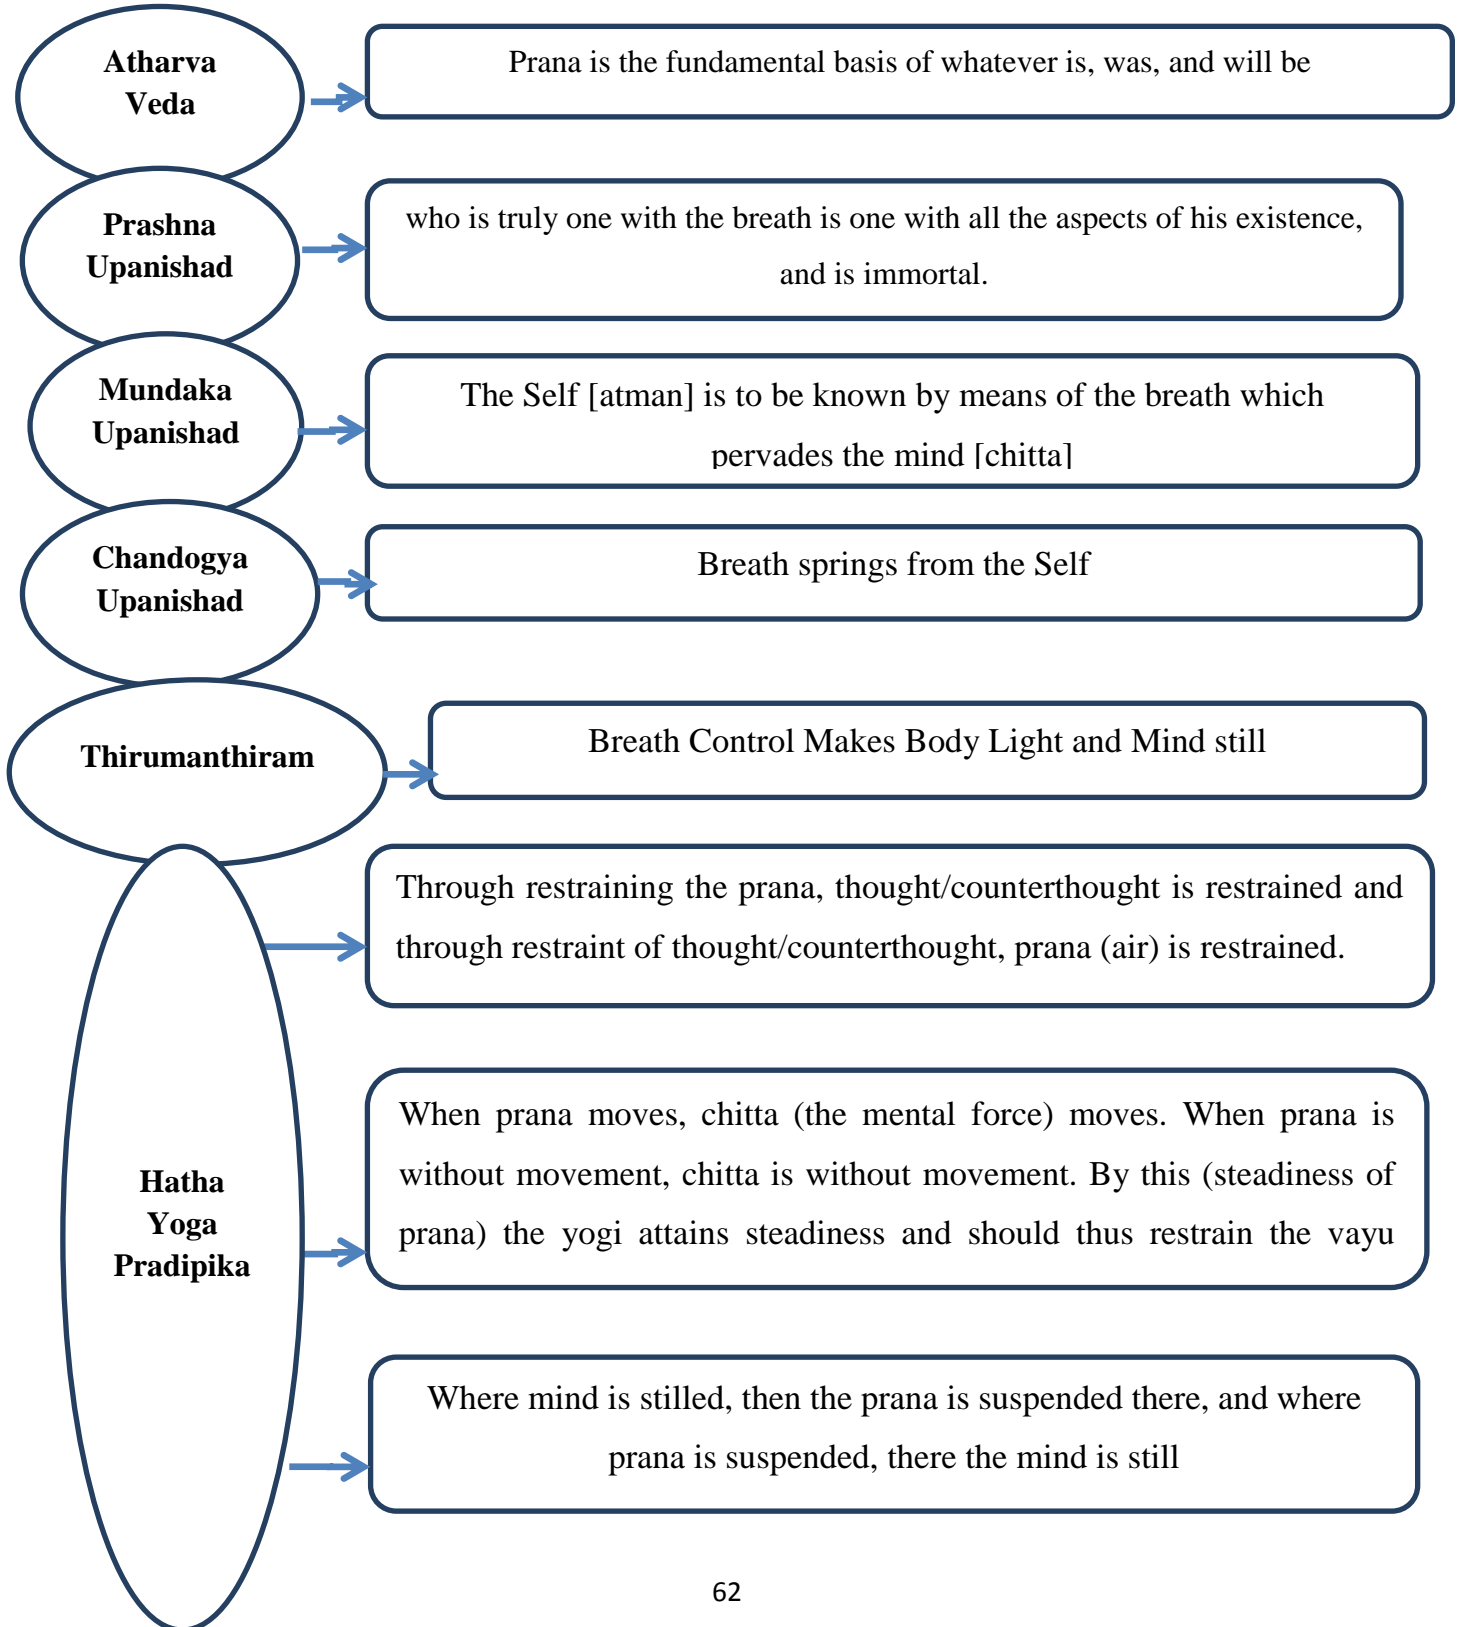 Atharva
Veda
Prana is the fundamental basis of whatever is, was, and will be
Prashna
Upanishad
who is truly one with the breath is one with all the aspects of his existence,
and is immortal.
Mundaka
Upanishad
The Self [atman] is to be known by means of the breath which
pervades the mind [chitta]
Chandogya
Upanishad
Breath springs from the Self
Thirumanthiram
Breath Control Makes Body Light and Mind still
Hatha
Yoga
Pradipika
Through restraining the prana, thought/counterthought is restrained and
through restraint of thought/counterthought, prana (air) is restrained.
When prana moves, chitta (the mental force) moves. When prana is
without movement, chitta is without movement. By this (steadiness of
prana) the yogi attains steadiness and should thus restrain the vayu
Where mind is stilled, then the prana is suspended there, and where
prana is suspended, there the mind is still
62